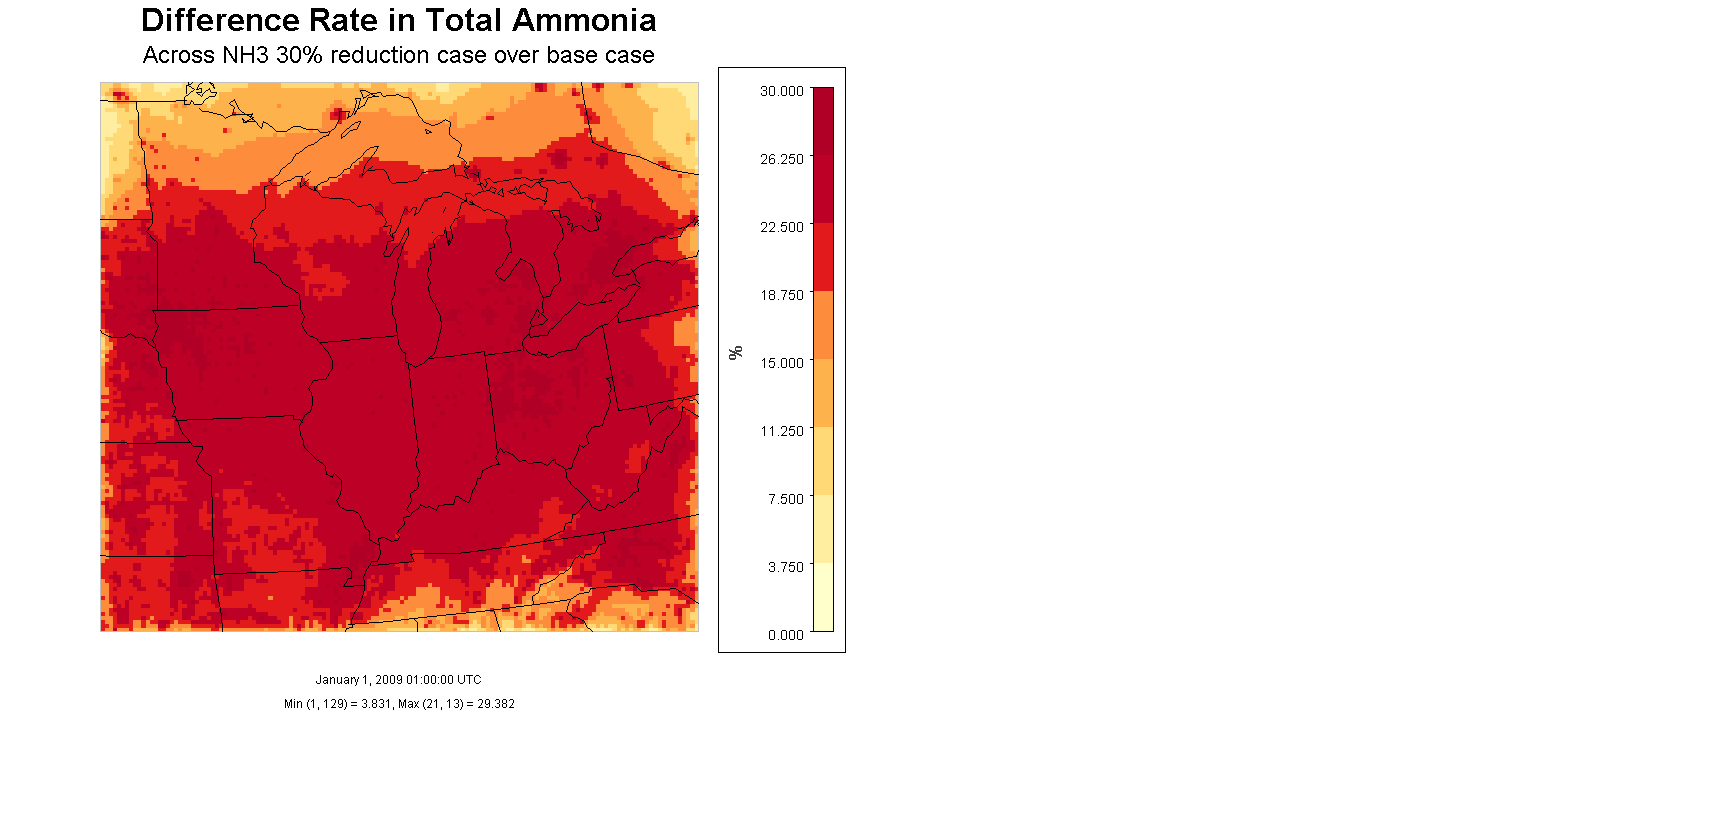 Difference Rate in Total Ammonia
Across NH3 30% reduction case over base case
30.000
26.250
22.500
18.750
15.000
11.250
7.500
3.750
0.000
%
January 1, 2009 01:00:00 UTC
Min (1, 129) = 3.831, Max (21, 13) = 29.382